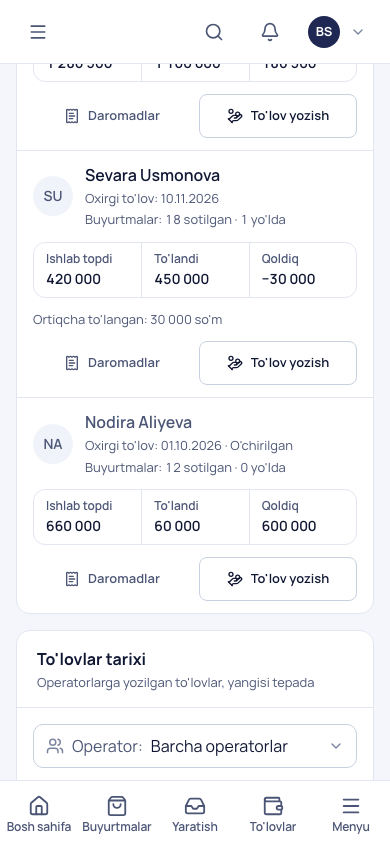 BS
Daromadlar
To'lov yozish
SU
Sevara Usmonova
Oxirgi to'lov: 10.11.2026
Buyurtmalar: 18 sotilgan · 1 yo'lda
Ishlab topdi
To'landi
Qoldiq
420 000
450 000
−30 000
Ortiqcha to'langan: 30 000 so'm
Daromadlar
To'lov yozish
NA
Nodira Aliyeva
Oxirgi to'lov: 01.10.2026 · O'chirilgan
Buyurtmalar: 12 sotilgan · 0 yo'lda
Ishlab topdi
To'landi
Qoldiq
660 000
60 000
600 000
Daromadlar
To'lov yozish
To'lovlar tarixi
Operatorlarga yozilgan to'lovlar, yangisi tepada
Operator: Barcha operatorlar
Bosh sahifa
Buyurtmalar
Yaratish
To'lovlar
Menyu